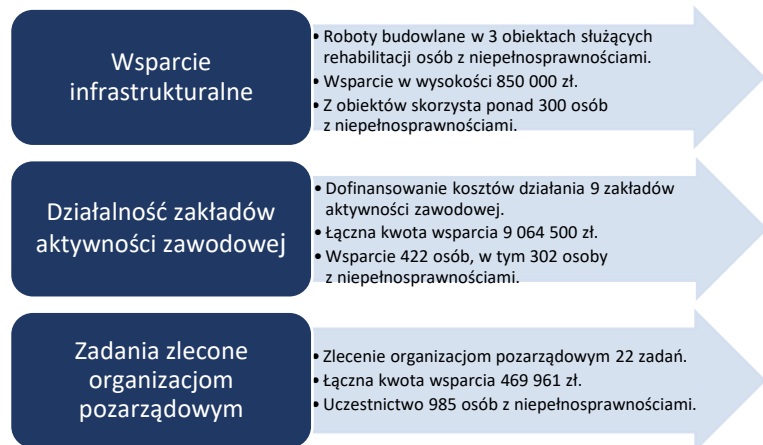 Wsparcie
infrastrukturalne
• Roboty budowlane w 3 obiektach służących
rehabilitacji osób z niepełnosprawnościami.
• Wsparcie w wysokości 850 000 zł.
• Z obiektów skorzysta ponad 300 osób
z niepełnosprawnościami.
Działalność zakładów
aktywności zawodowej
• Dofinansowanie kosztów działania 9 zakładów
aktywności zawodowej.
• Łączna kwota wsparcia 9 064 500 zł.
• Wsparcie 422 osób, w tym 302 osoby
z niepełnosprawnościami.
Zadania zlecone
organizacjom
pozarządowym
• Zlecenie organizacjom pozarządowym 22 zadań.
• Łączna kwota wsparcia 469 961 zł.
• Uczestnictwo 985 osób z niepełnosprawnościami.